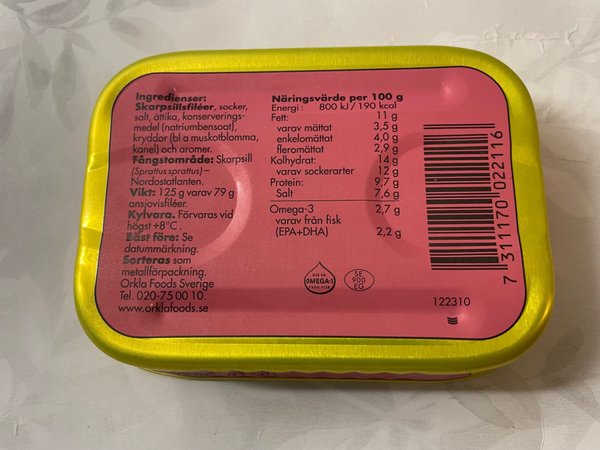 Ingredienser:
Skarpsillsfiléer, socker,
salt, ättika, konserverings-
medel (natriumbensoat),
kryddor (bl a muskotblomma,
kanel) och aromer.
Fångstområde: Skarpsill
(Sprattus sprattus) –
Nordostatlanten.
Vikt: 125 g varav 79 g
ansjovisfiléer.
Kylvara. Förvaras vid
högst +8°C .
Bäst före: Se
datummärkning.
Sorteras som
metallförpackning.
Orkla Foods Sverige
Tel. 020-75 00 10.
www.orklafoods.se
Näringsvärde per 100 g
Energi : 800 kJ / 190 kcal
Fett: 11 g
varav mättat 3,5 g
enkelomättat 4,0 g
fleromättat 2,9 g
Kolhydrat: 14 g
varav sockerarter 12 g
Protein: 9,7 g
Salt 7,6 g
Omega-3 2,7 g
varav från fisk
(EPA+DHA) 2,2 g
RIK PÅ
OMEGA-3
FRÅN FISK
SE
900
EG
122310
7 311170 022116